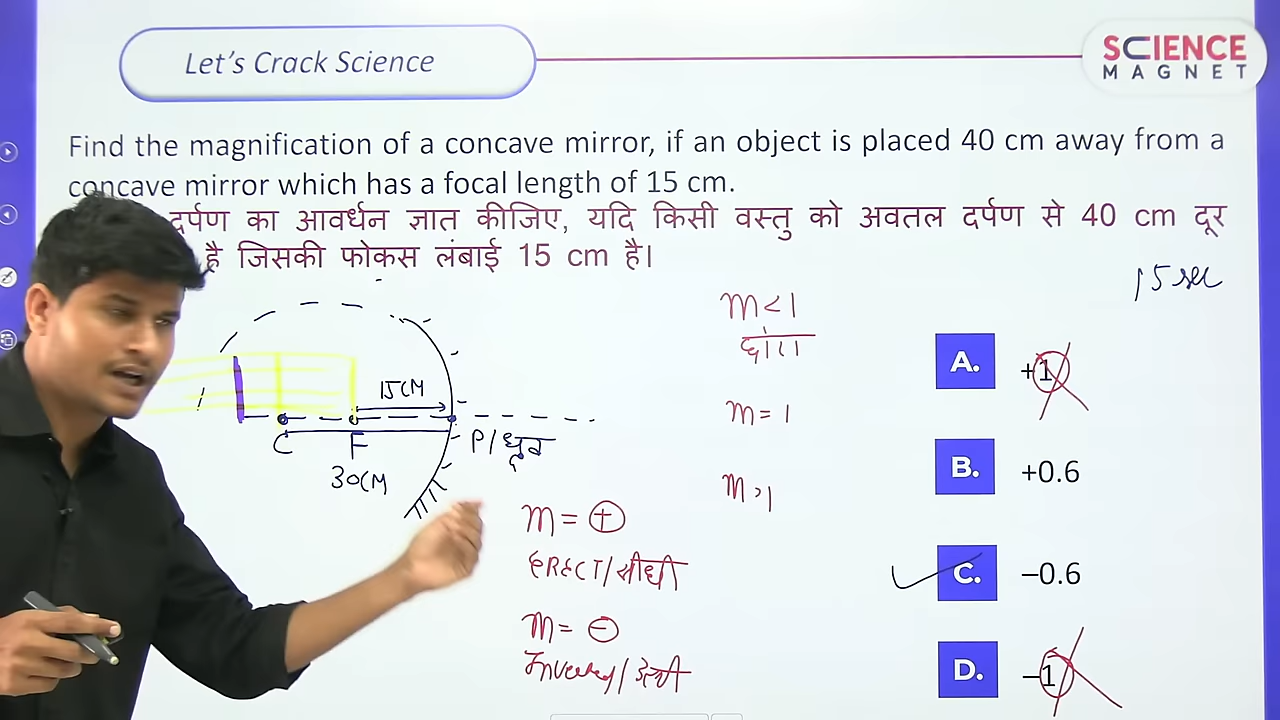 Let's Crack Science
SCIENCE
MAGNET
Find the magnification of a concave mirror, if an object is placed 40 cm away from a
concave mirror which has a focal length of 15 cm.
दर्पण का आवर्धन ज्ञात कीजिए, यदि किसी वस्तु को अवतल दर्पण से 40 cm दूर
है जिसकी फोकस लंबाई 15 cm है।
15 sec
m < 1
m = 1
m > 1
15CM
C
F
P/ध्रुव
30CM
m = +
ERECT/सीधी
m = -
A. +1
B. +0.6
C. –0.6
D. –1